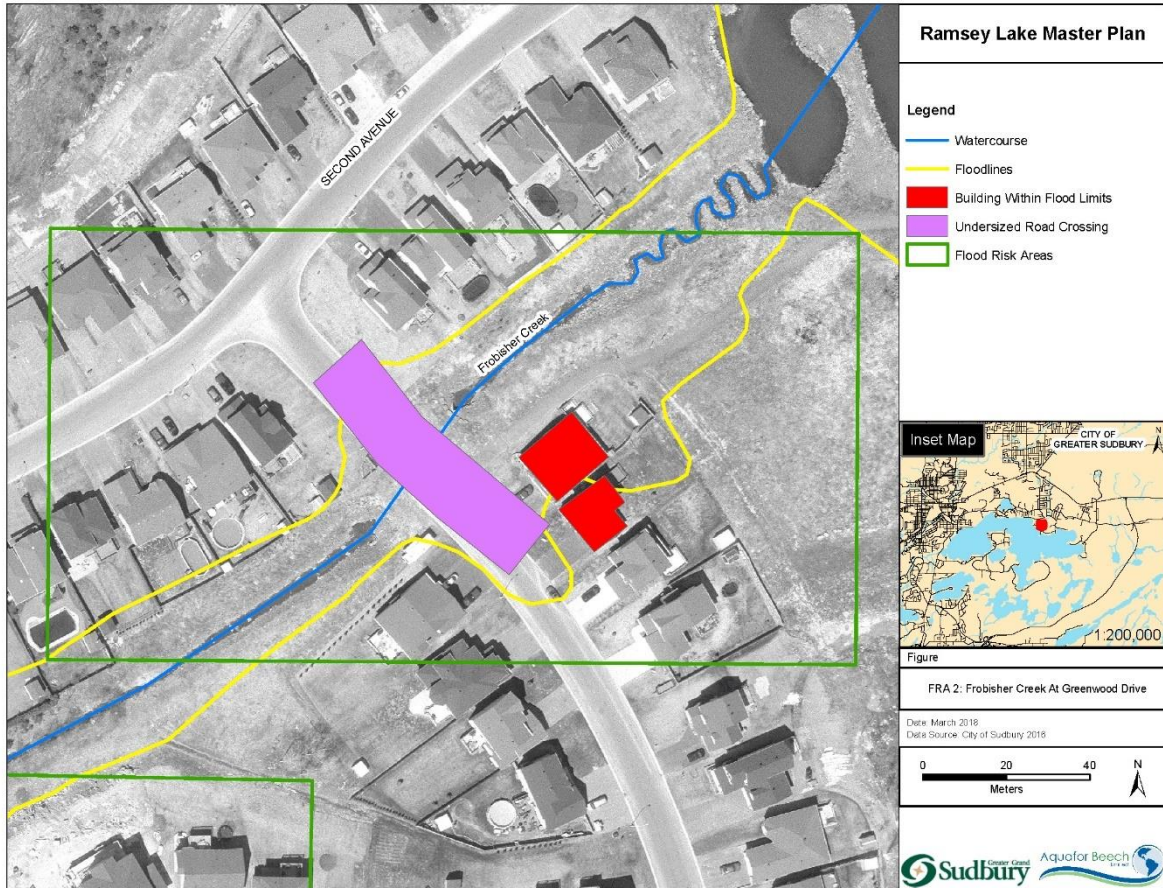 Ramsey Lake Master Plan
Legend
Watercourse
Floodlines
Building Within Flood Limits
Undersized Road Crossing
Flood Risk Areas
SECOND AVENUE
Frobisher Creek
Inset Map
CITY OF
GREATER SUDBURY
N
1:200,000
Figure
FRA 2: Frobisher Creek At Greenwood Drive
Date: March 2018
Data Source: City of Sudbury 2016
0 20 40
Meters
N
Greater Grand
Sudbury
Aquafor Beech
Limited